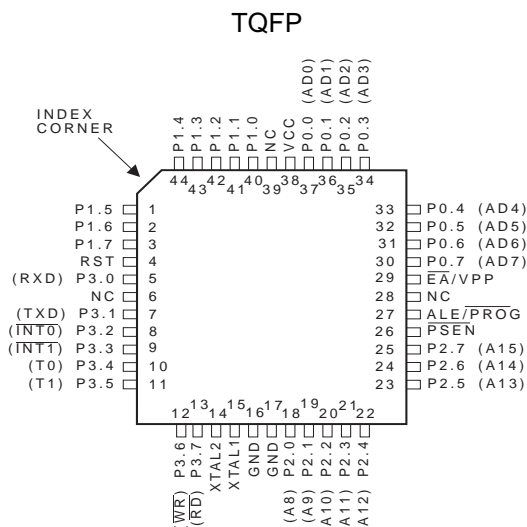 TQFP
INDEX
CORNER
P1.4
P1.3
P1.2
P1.1
P1.0
NC
VCC
P0.0 (AD0)
P0.1 (AD1)
P0.2 (AD2)
P0.3 (AD3)
44
43
42
41
40
39
38
37
36
35
34
P1.5 1
P1.6 2
P1.7 3
RST 4
(RXD) P3.0 5
NC 6
(TXD) P3.1 7
(INT0) P3.2 8
(INT1) P3.3 9
(T0) P3.4 10
(T1) P3.5 11
33 P0.4 (AD4)
32 P0.5 (AD5)
31 P0.6 (AD6)
30 P0.7 (AD7)
29 EA/VPP
28 NC
27 ALE/PROG
26 PSEN
25 P2.7 (A15)
24 P2.6 (A14)
23 P2.5 (A13)
12
13
14
15
16
17
18
19
20
21
22
WR) P3.6
(RD) P3.7
XTAL2
XTAL1
GND
GND
(A8) P2.0
(A9) P2.1
A10) P2.2
A11) P2.3
A12) P2.4